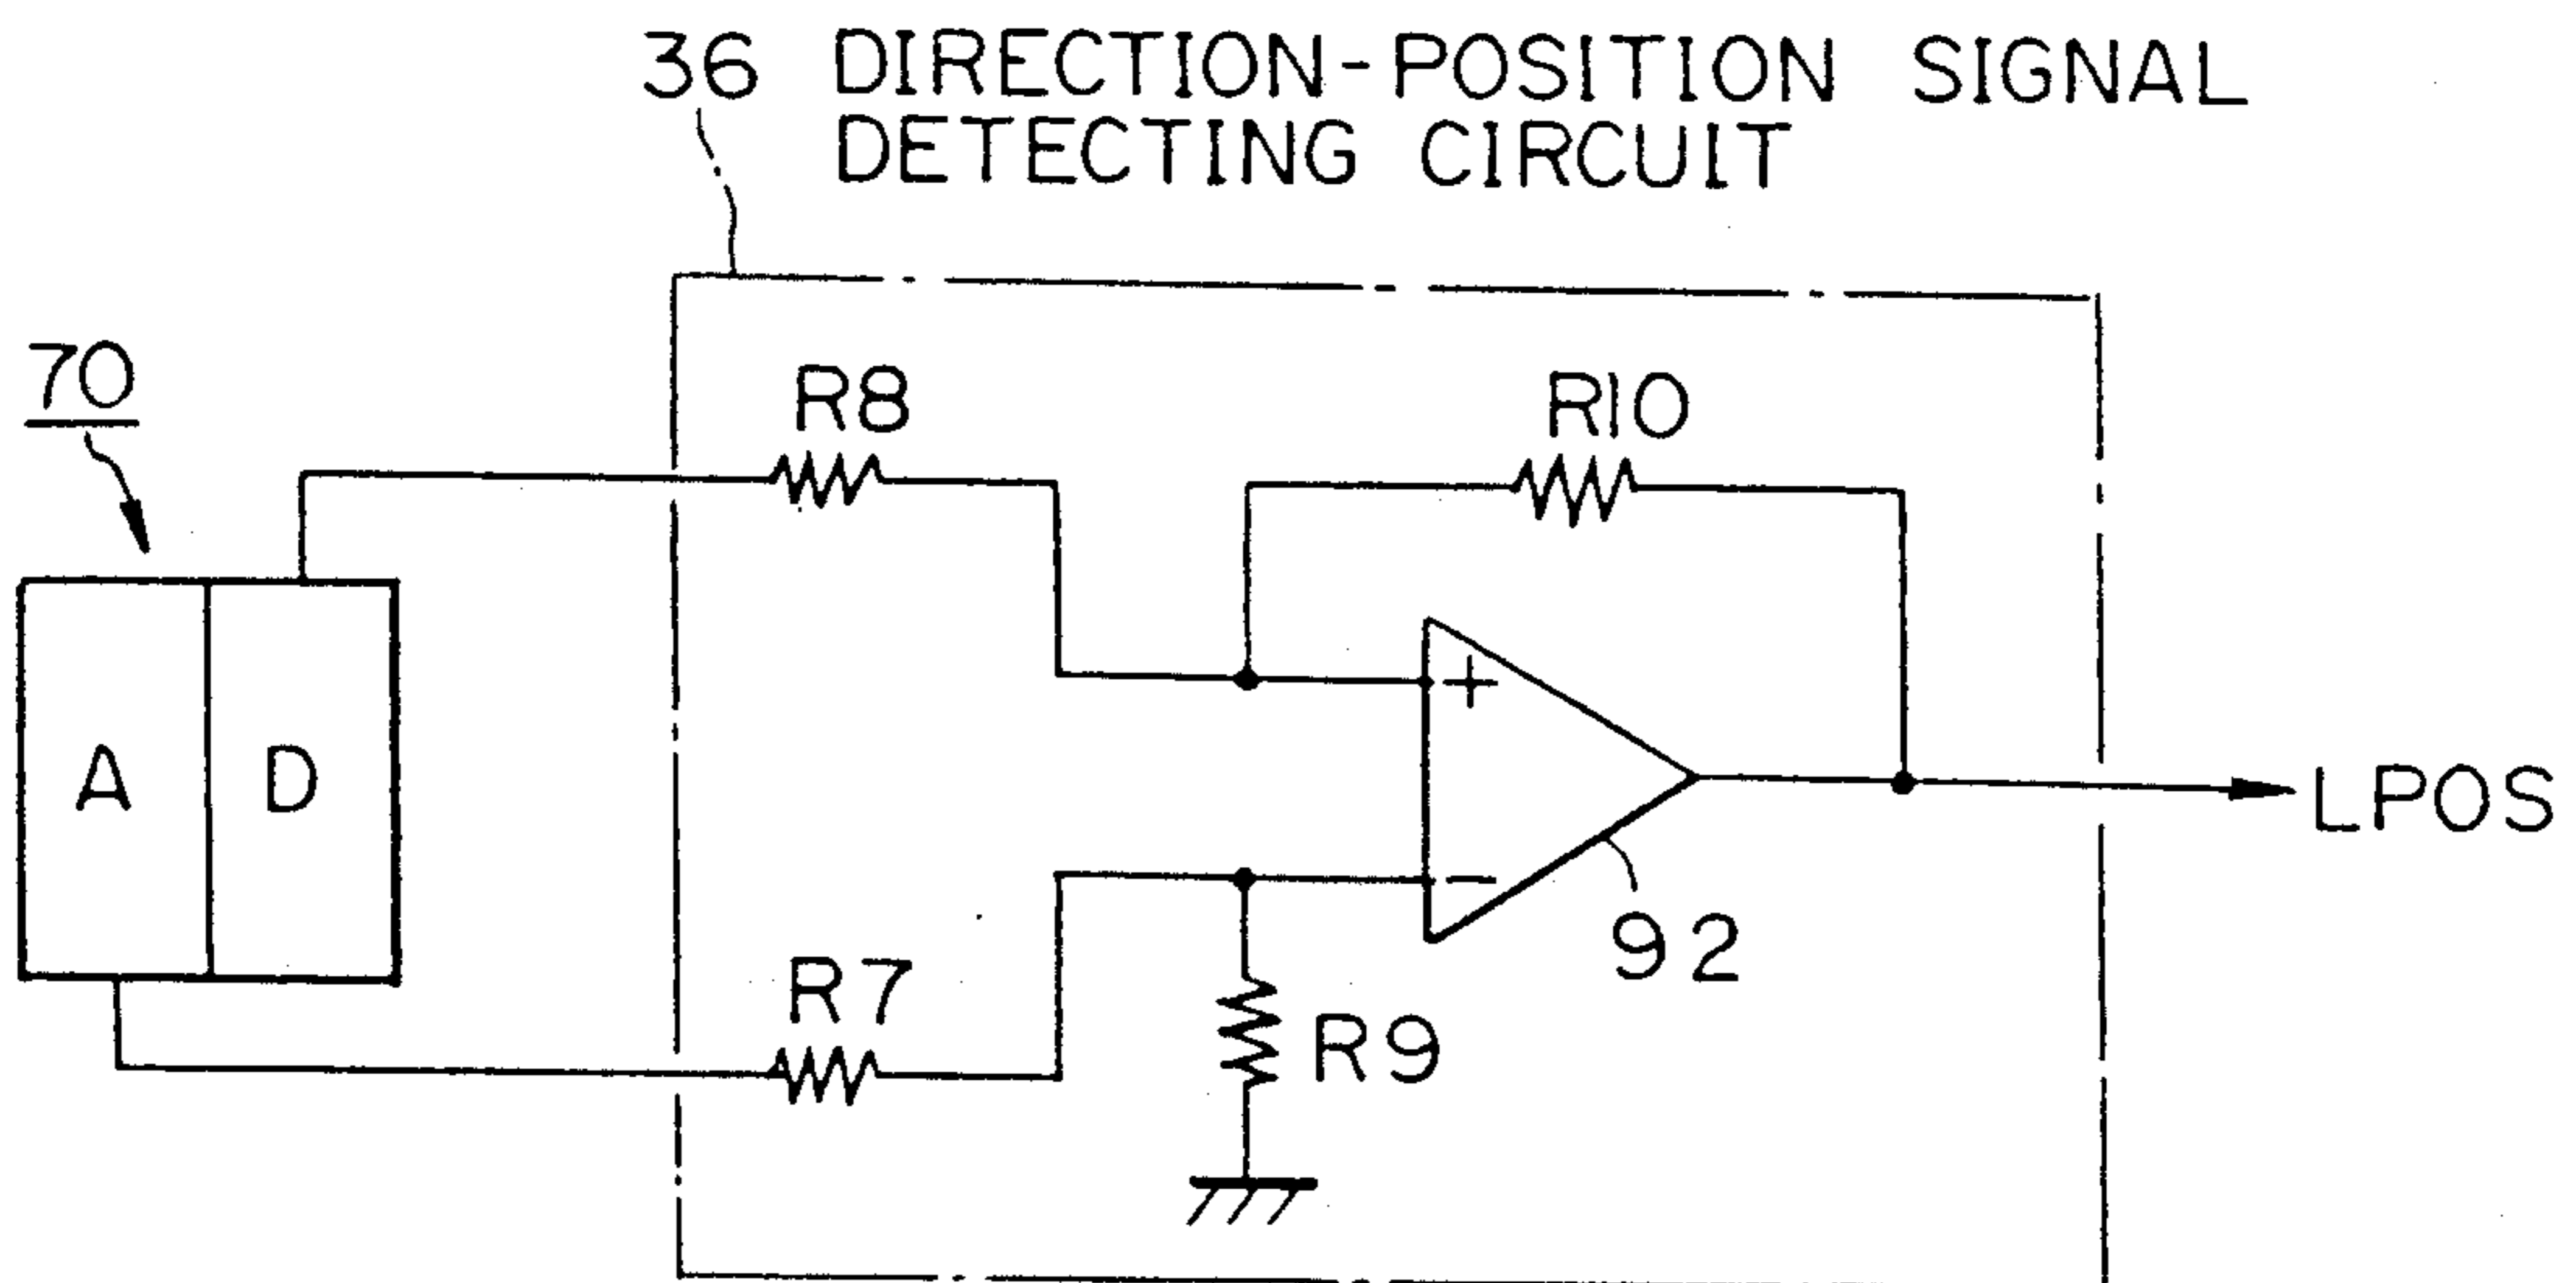 36 DIRECTION-POSITION SIGNAL
DETECTING CIRCUIT
70
R8
R10
A
D
+
LPOS
−
92
R7
R9